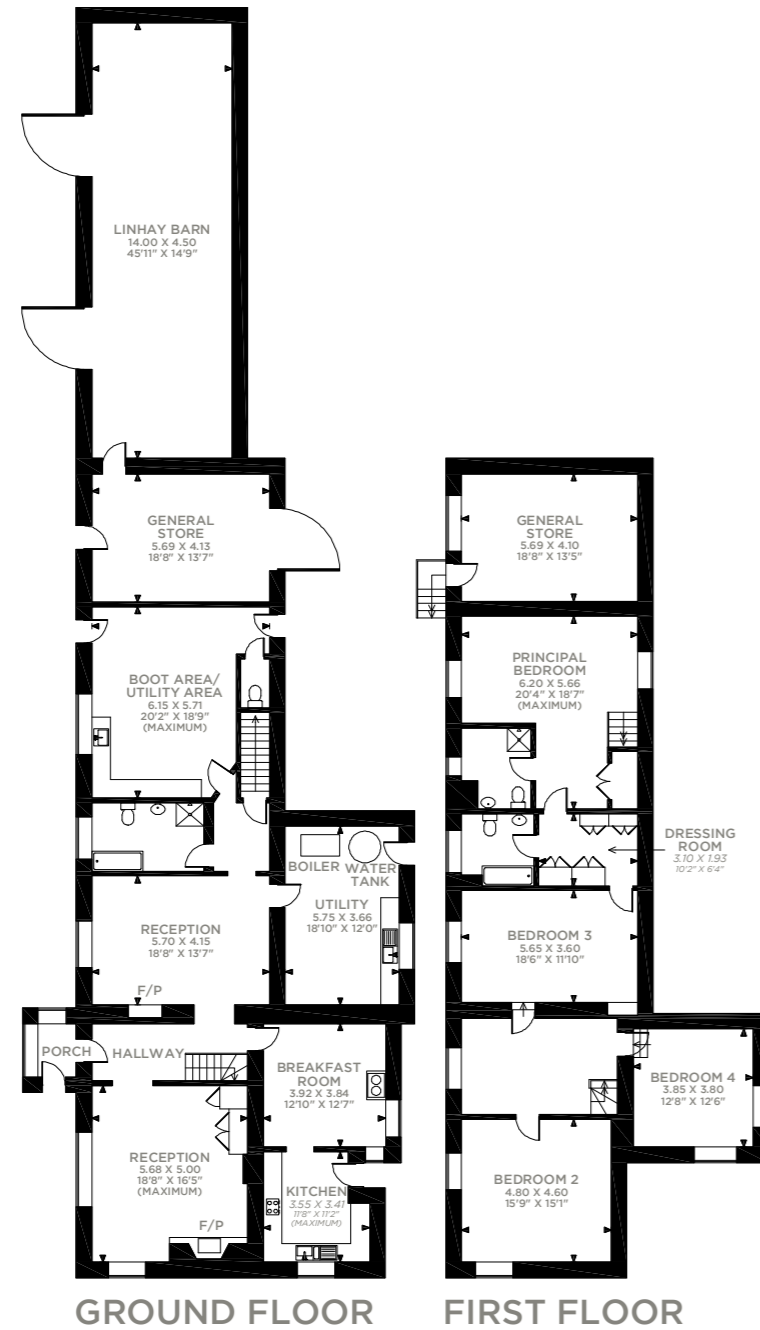 LINHAY BARN
14.00 X 4.50
45'11" X 14'9"
GENERAL
STORE
5.69 X 4.13
18'8" X 13'7"
BOOT AREA/
UTILITY AREA
6.15 X 5.71
20'2" X 18'9"
(MAXIMUM)
BOILER
WATER
TANK
UTILITY
5.75 X 3.66
18'10" X 12'0"
RECEPTION
5.70 X 4.15
18'8" X 13'7"
F/P
PORCH
HALLWAY
BREAKFAST
ROOM
3.92 X 3.84
12'10" X 12'7"
RECEPTION
5.68 X 5.00
18'8" X 16'5"
(MAXIMUM)
F/P
KITCHEN
3.55 X 3.41
11'8" X 11'2"
(MAXIMUM)
GROUND FLOOR
GENERAL
STORE
5.69 X 4.10
18'8" X 13'5"
PRINCIPAL
BEDROOM
6.20 X 5.66
20'4" X 18'7"
(MAXIMUM)
DRESSING
ROOM
3.10 X 1.93
10'2" X 6'4"
BEDROOM 3
5.65 X 3.60
18'6" X 11'10"
BEDROOM 4
3.85 X 3.80
12'8" X 12'6"
BEDROOM 2
4.80 X 4.60
15'9" X 15'1"
FIRST FLOOR